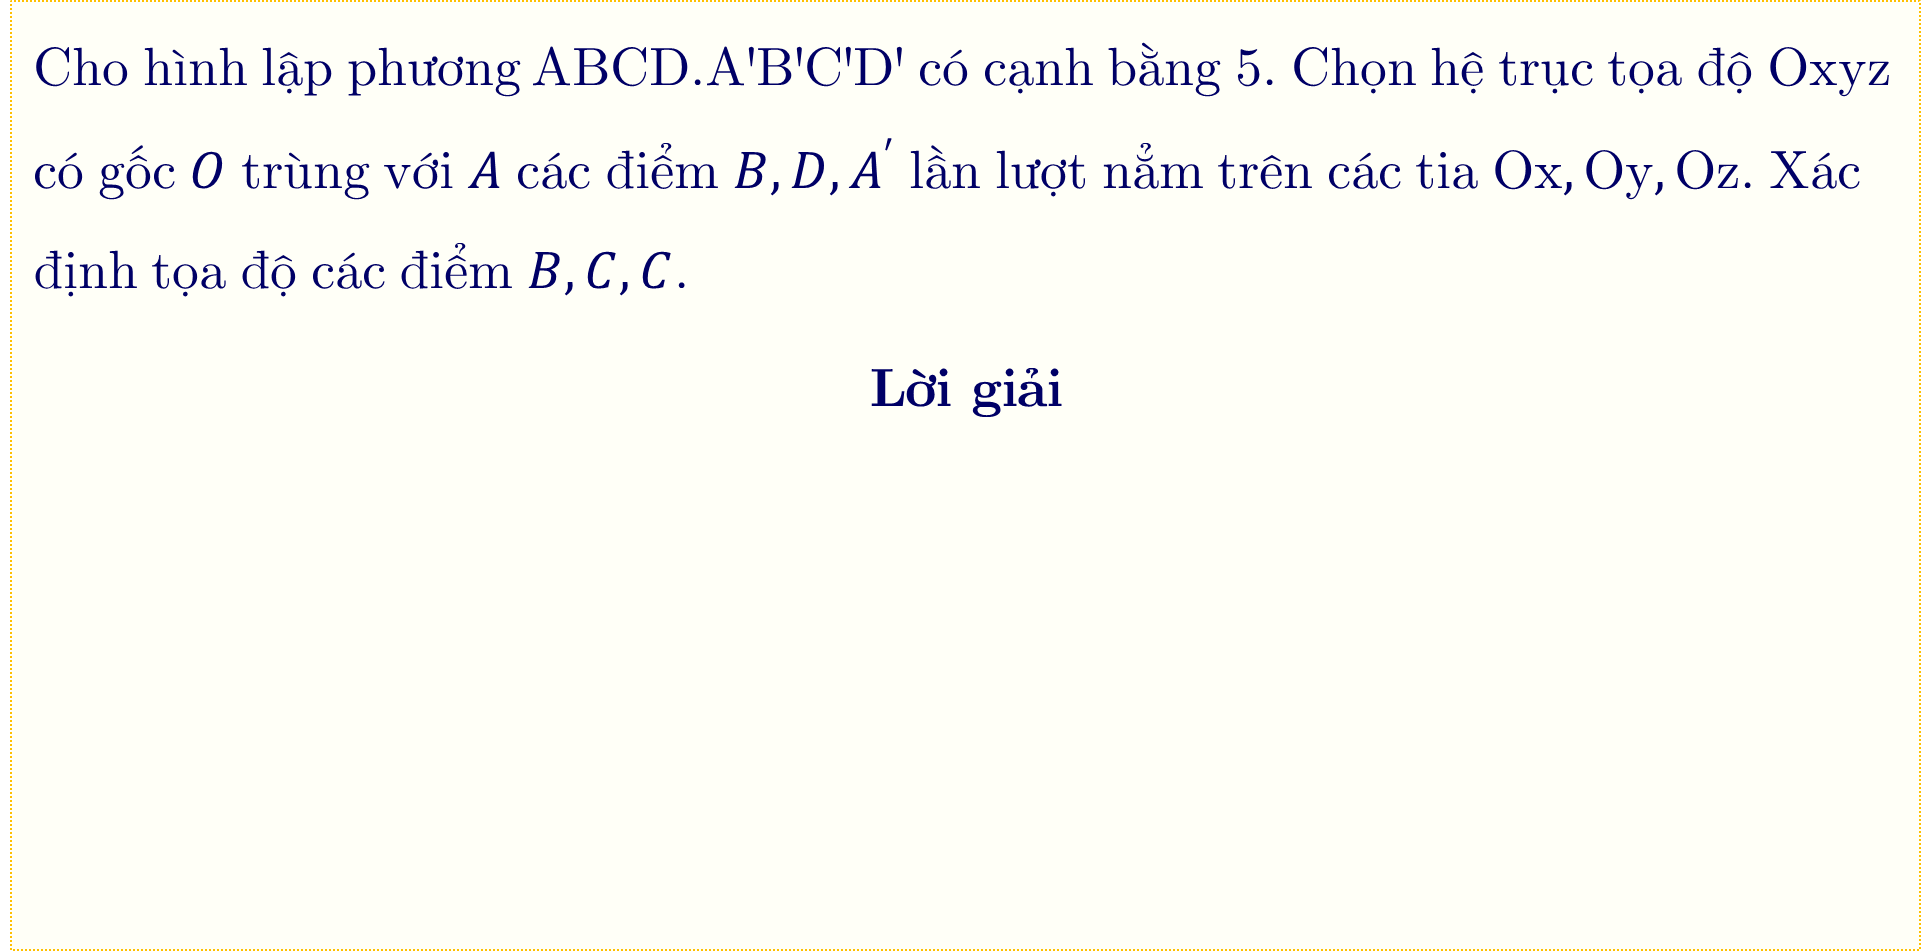 Cho hình lập phương ABCD.A'B'C'D' có cạnh bằng 5. Chọn hệ trục tọa độ Oxyz
có gốc O trùng với A các điểm B, D, A′ lần lượt nẳm trên các tia Ox, Oy, Oz. Xác
định tọa độ các điểm B, C, C.
Lời giải